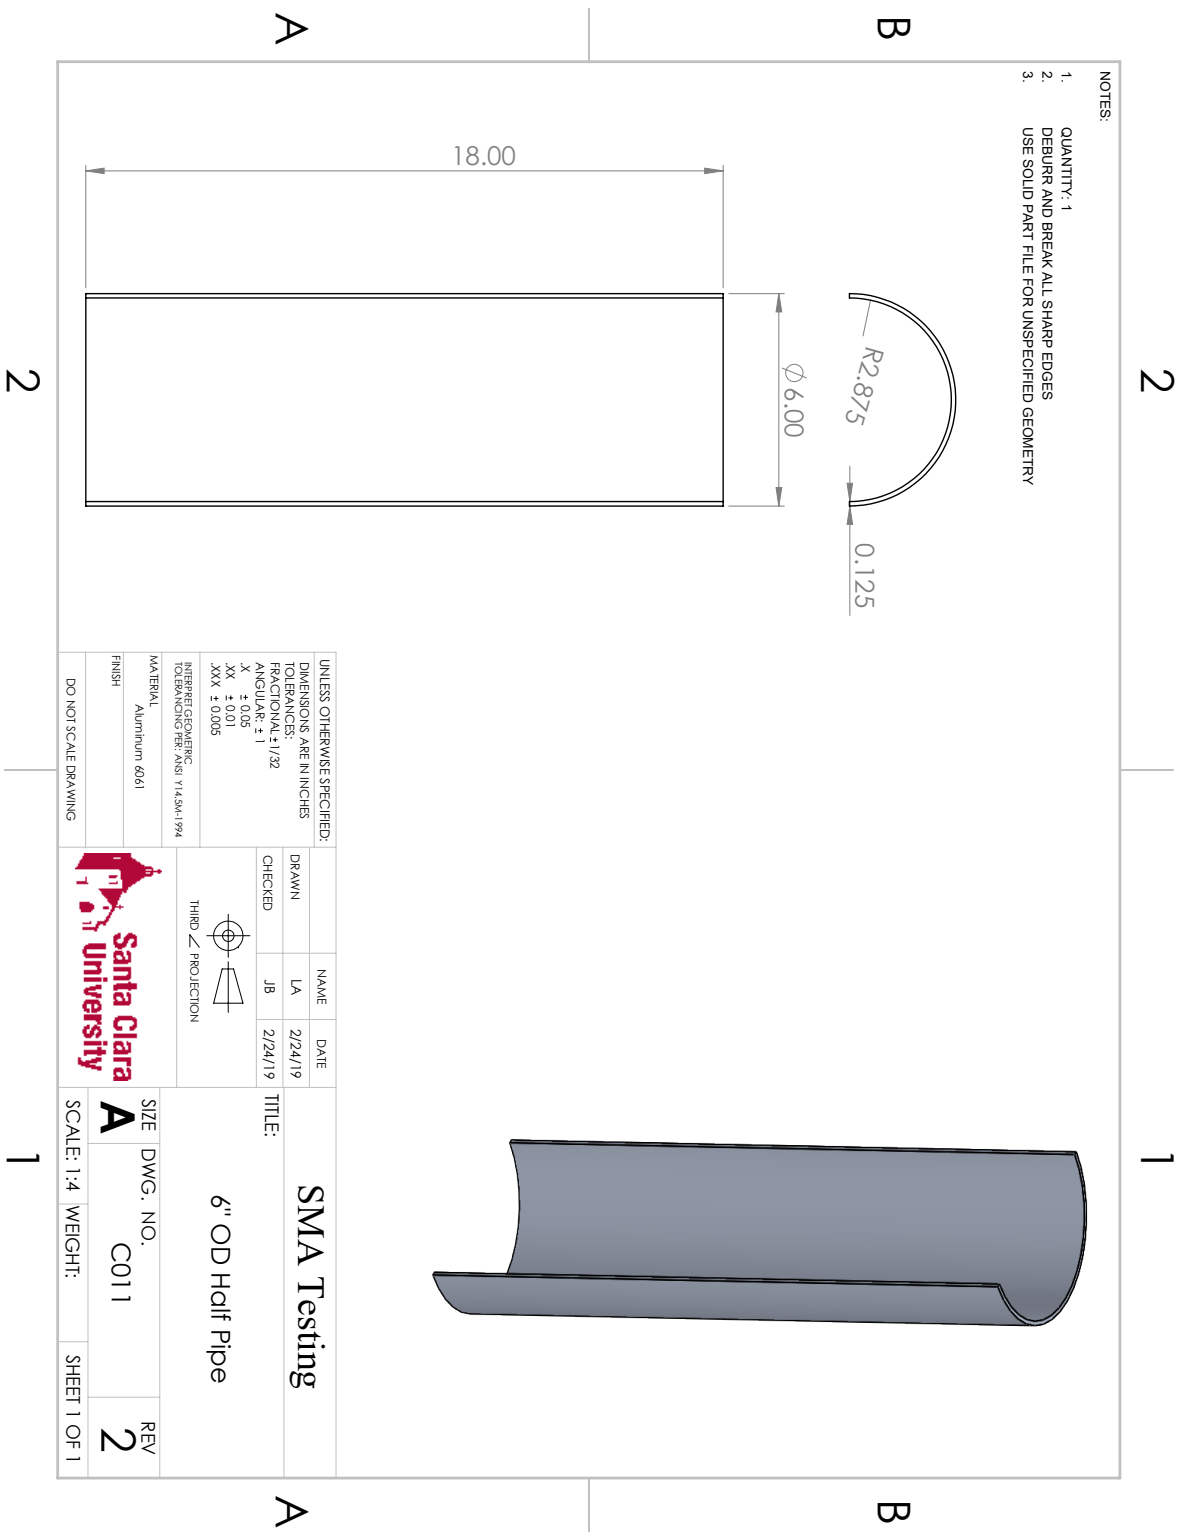 2
1
B
B
A
A
2
1
NOTES:
1. QUANTITY: 1
2. DEBURR AND BREAK ALL SHARP EDGES
3. USE SOLID PART FILE FOR UNSPECIFIED GEOMETRY
R2.875
0.125
∅ 6.00
18.00
UNLESS OTHERWISE SPECIFIED:
DIMENSIONS ARE IN INCHES
TOLERANCES:
FRACTIONAL ± 1/32
ANGULAR: ± 1
.X ± 0.05
.XX ± 0.01
.XXX ± 0.005
INTERPRET GEOMETRIC
TOLERANCING PER: ANSI Y14.5M-1994
MATERIAL
Aluminum 6061
FINISH
DO NOT SCALE DRAWING
NAME DATE
DRAWN LA 2/24/19
CHECKED JB 2/24/19
THIRD ∠ PROJECTION
Santa Clara
University
SMA Testing
TITLE:
6" OD Half Pipe
SIZE DWG. NO. REV
A C011 2
SCALE: 1:4 WEIGHT: SHEET 1 OF 1